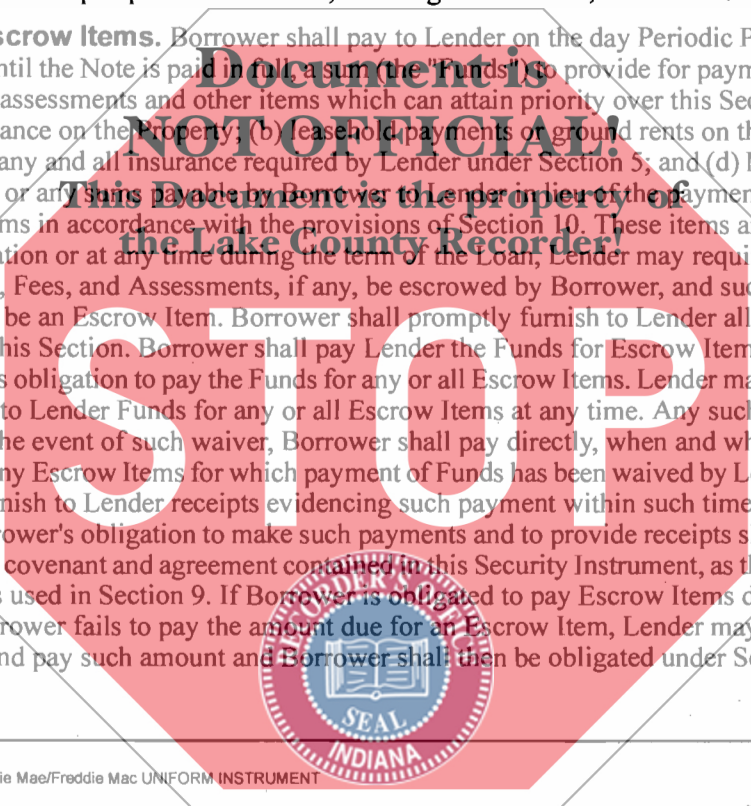 scrow Items. Borrower shall pay to Lender on the day Periodic P
ntil the Note is paid in full, a sum (the "Funds") to provide for paym
assessments and other items which can attain priority over this Sec
ance on the Property; (b) leasehold payments or ground rents on th
any and all insurance required by Lender under Section 5; and (d)
or any sums payable by Borrower to Lender in lieu of the paymen
ms in accordance with the provisions of Section 10. These items a
tion or at any time during the term of the Loan, Lender may requi
, Fees, and Assessments, if any, be escrowed by Borrower, and suc
be an Escrow Item. Borrower shall promptly furnish to Lender all
his Section. Borrower shall pay Lender the Funds for Escrow Item
s obligation to pay the Funds for any or all Escrow Items. Lender ma
to Lender Funds for any or all Escrow Items at any time. Any such
he event of such waiver, Borrower shall pay directly, when and wh
ny Escrow Items for which payment of Funds has been waived by L
nish to Lender receipts evidencing such payment within such time
ower's obligation to make such payments and to provide receipts s
covenant and agreement contained in this Security Instrument, as th
s used in Section 9. If Borrower is obligated to pay Escrow Items d
rower fails to pay the amount due for an Escrow Item, Lender may
nd pay such amount and Borrower shall then be obligated under Se
Document is
NOT OFFICIAL!
This Document is the property of
the Lake County Recorder!
STOP
RECORDER'S OFFICE
SEAL
INDIANA
ie Mae/Freddie Mac UNIFORM INSTRUMENT